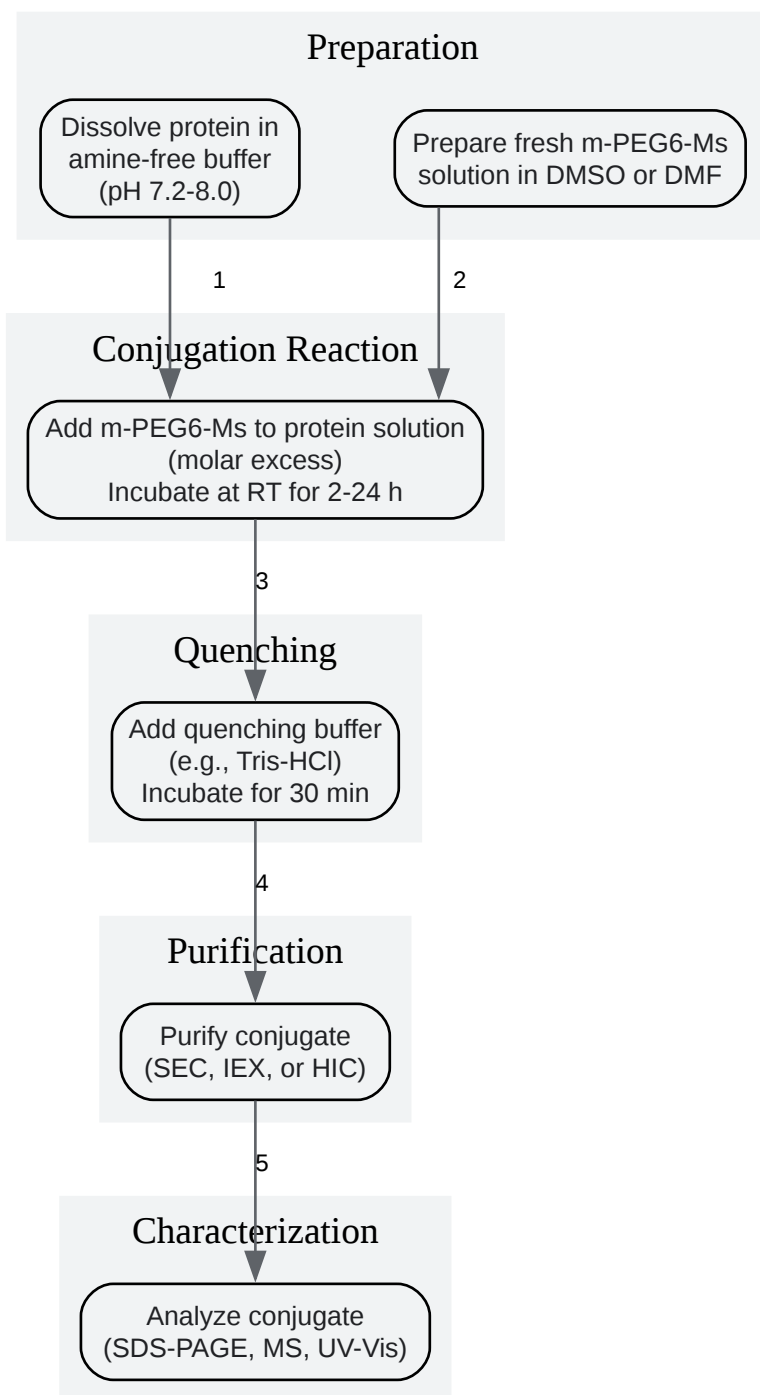 Preparation
Dissolve protein in
amine-free buffer
(pH 7.2-8.0)
Prepare fresh m-PEG6-Ms
solution in DMSO or DMF
1
2
Conjugation Reaction
Add m-PEG6-Ms to protein solution
(molar excess)
Incubate at RT for 2-24 h
3
Quenching
Add quenching buffer
(e.g., Tris-HCl)
Incubate for 30 min
4
Purification
Purify conjugate
(SEC, IEX, or HIC)
5
Characterization
Analyze conjugate
(SDS-PAGE, MS, UV-Vis)